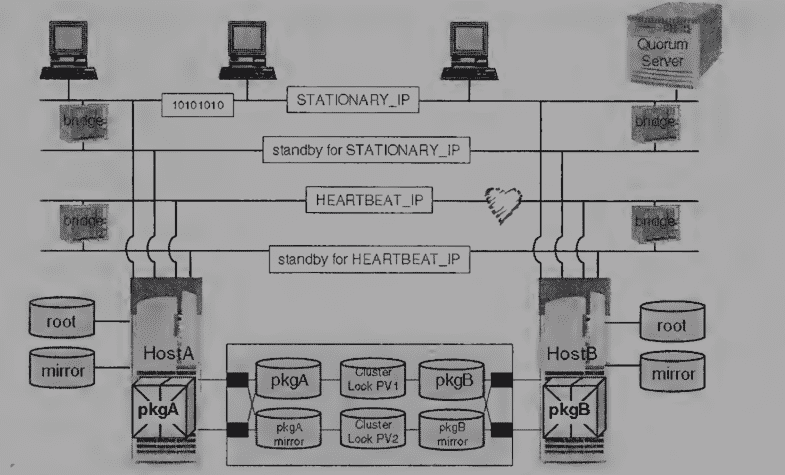 Quorum
Server
10101010
STATIONARY_IP
bridge
bridge
standby for STATIONARY_IP
HEARTBEAT_IP
bridge
bridge
standby for HEARTBEAT_IP
root
root
HostA
HostB
mirror
mirror
pkgA
Cluster
Lock PV1
pkgB
pkgA
pkgB
pkgA
mirror
Cluster
Lock PV2
pkgB
mirror